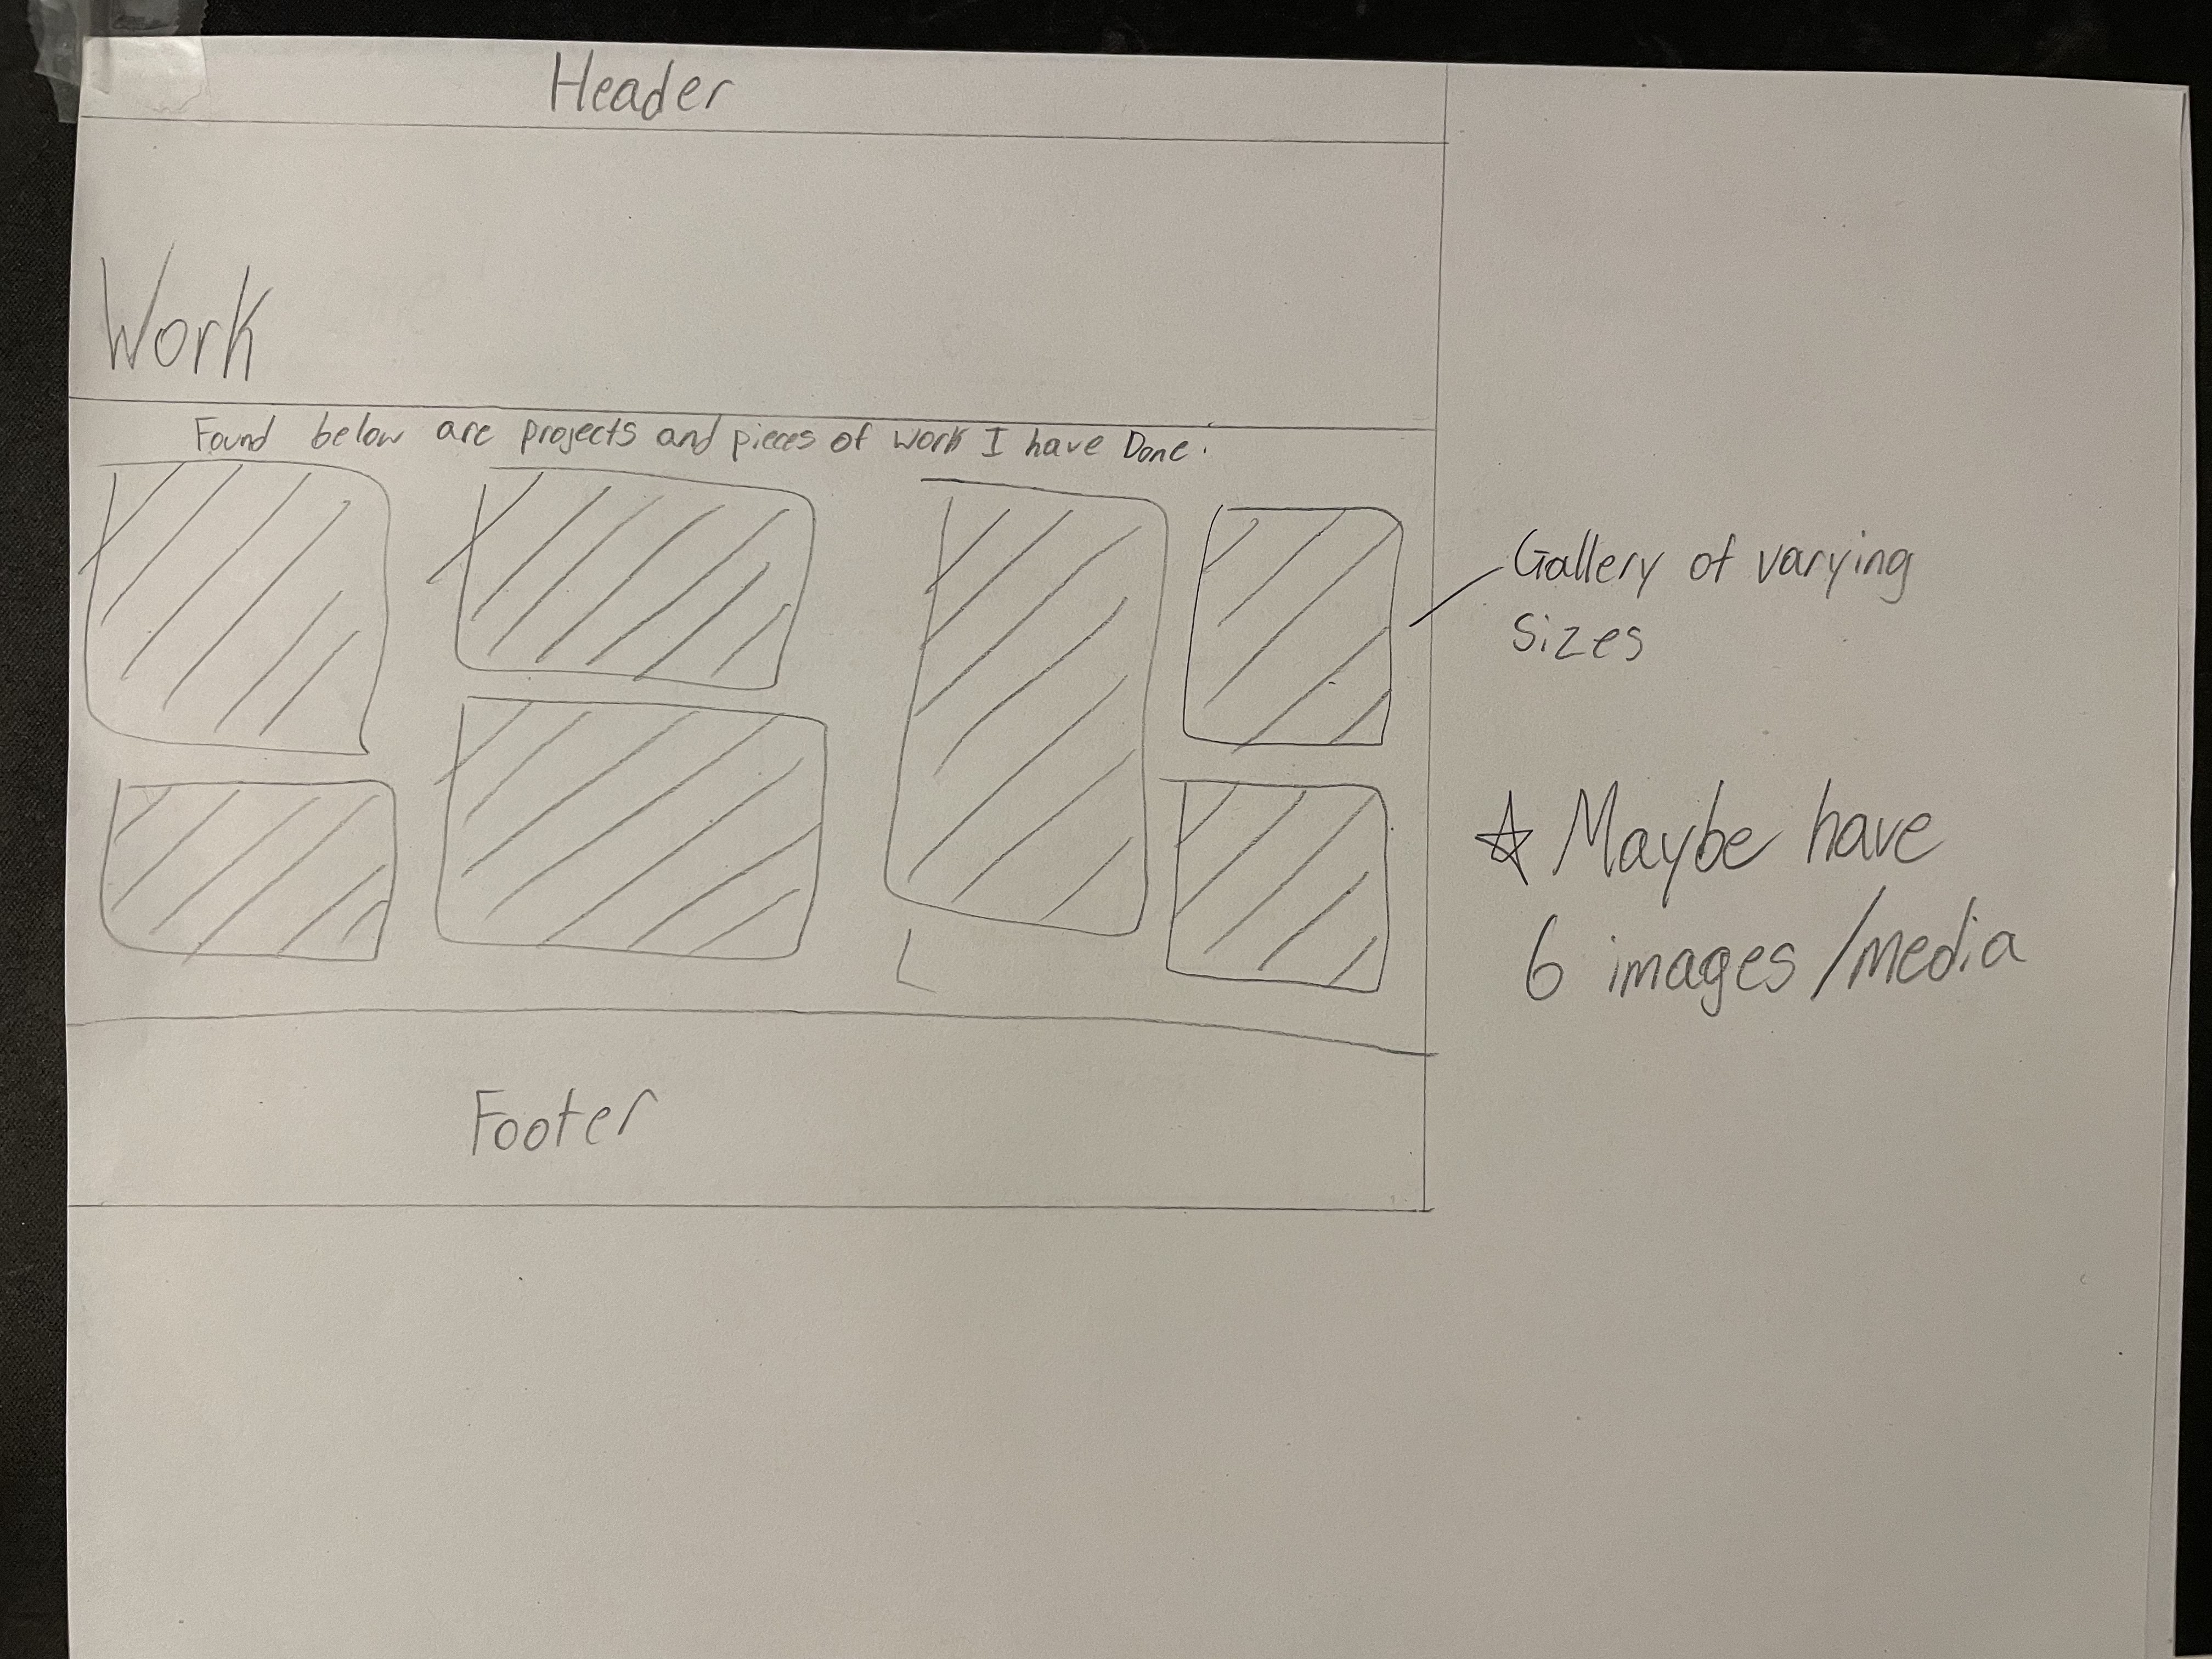 Header
Work
Found below are projects and pieces of work I have Done.
Gallery of varying
sizes
☆ Maybe have
6 images/media
Footer